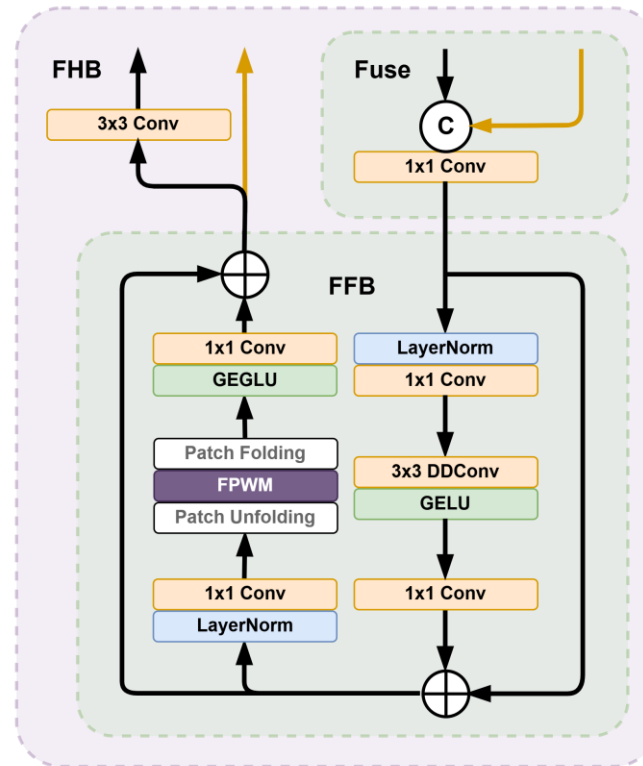 FHB
Fuse
3x3 Conv
C
1x1 Conv
FFB
1x1 Conv
GEGLU
LayerNorm
1x1 Conv
Patch Folding
FPWM
Patch Unfolding
3x3 DDConv
GELU
1x1 Conv
LayerNorm
1x1 Conv